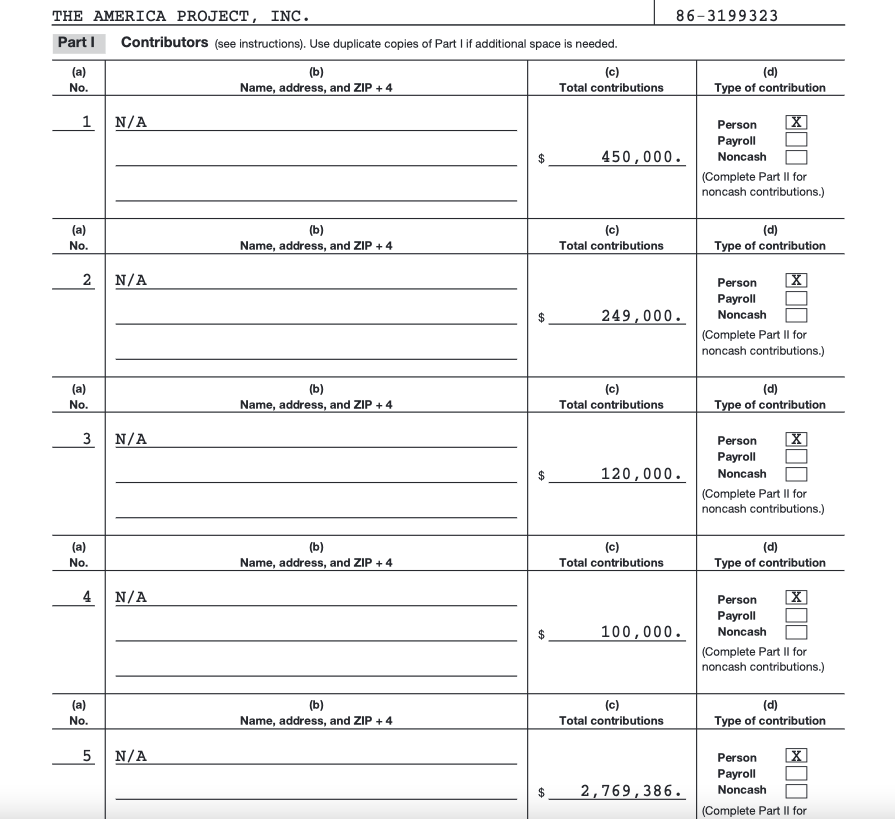 THE AMERICA PROJECT, INC. 86-3199323
Part I Contributors (see instructions). Use duplicate copies of Part I if additional space is needed.
(a) (b) (c) (d)
No. Name, address, and ZIP + 4 Total contributions Type of contribution
1 N/A Person X
Payroll
$ 450,000. Noncash
(Complete Part II for
noncash contributions.)
(a) (b) (c) (d)
No. Name, address, and ZIP + 4 Total contributions Type of contribution
2 N/A Person X
Payroll
$ 249,000. Noncash
(Complete Part II for
noncash contributions.)
(a) (b) (c) (d)
No. Name, address, and ZIP + 4 Total contributions Type of contribution
3 N/A Person X
Payroll
$ 120,000. Noncash
(Complete Part II for
noncash contributions.)
(a) (b) (c) (d)
No. Name, address, and ZIP + 4 Total contributions Type of contribution
4 N/A Person X
Payroll
$ 100,000. Noncash
(Complete Part II for
noncash contributions.)
(a) (b) (c) (d)
No. Name, address, and ZIP + 4 Total contributions Type of contribution
5 N/A Person X
Payroll
$ 2,769,386. Noncash
(Complete Part II for